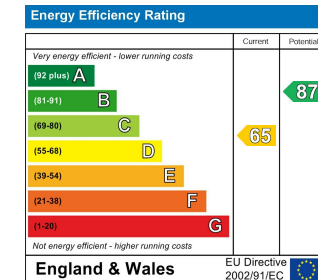 Energy Efficiency Rating
Current Potential
Very energy efficient - lower running costs
(92 plus) A
(81-91) B
87
(69-80) C
65
(55-68) D
(39-54) E
(21-38) F
(1-20) G
Not energy efficient - higher running costs
England & Wales
EU Directive
2002/91/EC